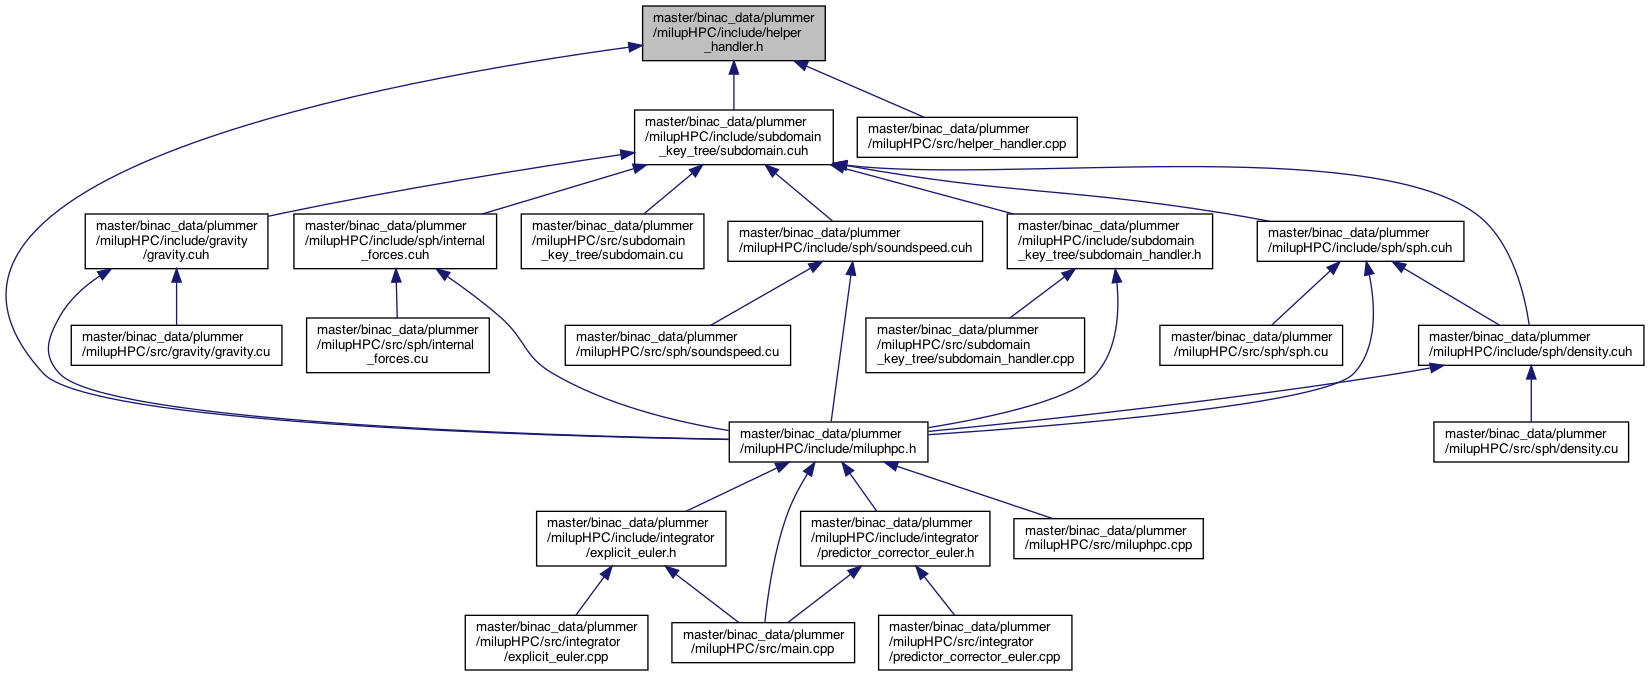 master/binac_data/plummer
/milupHPC/include/helper
_handler.h
master/binac_data/plummer
/milupHPC/include/subdomain
_key_tree/subdomain.cuh
master/binac_data/plummer
/milupHPC/src/helper_handler.cpp
master/binac_data/plummer
/milupHPC/include/gravity
/gravity.cuh
master/binac_data/plummer
/milupHPC/include/sph/internal
_forces.cuh
master/binac_data/plummer
/milupHPC/src/subdomain
_key_tree/subdomain.cu
master/binac_data/plummer
/milupHPC/include/sph/soundspeed.cuh
master/binac_data/plummer
/milupHPC/include/subdomain
_key_tree/subdomain_handler.h
master/binac_data/plummer
/milupHPC/include/sph/sph.cuh
master/binac_data/plummer
/milupHPC/src/gravity/gravity.cu
master/binac_data/plummer
/milupHPC/src/sph/internal
_forces.cu
master/binac_data/plummer
/milupHPC/src/sph/soundspeed.cu
master/binac_data/plummer
/milupHPC/src/subdomain
_key_tree/subdomain_handler.cpp
master/binac_data/plummer
/milupHPC/src/sph/sph.cu
master/binac_data/plummer
/milupHPC/include/sph/density.cuh
master/binac_data/plummer
/milupHPC/include/miluphpc.h
master/binac_data/plummer
/milupHPC/src/sph/density.cu
master/binac_data/plummer
/milupHPC/include/integrator
/explicit_euler.h
master/binac_data/plummer
/milupHPC/include/integrator
/predictor_corrector_euler.h
master/binac_data/plummer
/milupHPC/src/miluphpc.cpp
master/binac_data/plummer
/milupHPC/src/integrator
/explicit_euler.cpp
master/binac_data/plummer
/milupHPC/src/main.cpp
master/binac_data/plummer
/milupHPC/src/integrator
/predictor_corrector_euler.cpp